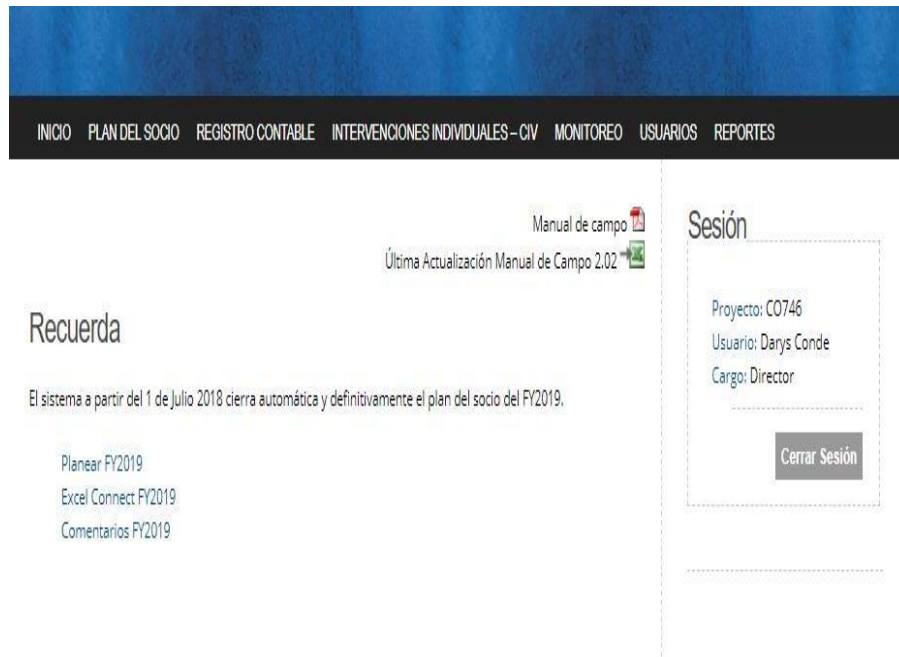 INICIO PLAN DEL SOCIO REGISTRO CONTABLE INTERVENCIONES INDIVIDUALES – CIV MONITOREO USUARIOS REPORTES
Manual de campo
Última Actualización Manual de Campo 2.02
Recuerda
El sistema a partir del 1 de Julio 2018 cierra automática y definitivamente el plan del socio del FY2019.
Planear FY2019
Excel Connect FY2019
Comentarios FY2019
Sesión
Proyecto: CO746
Usuario: Darys Conde
Cargo: Director
Cerrar Sesión